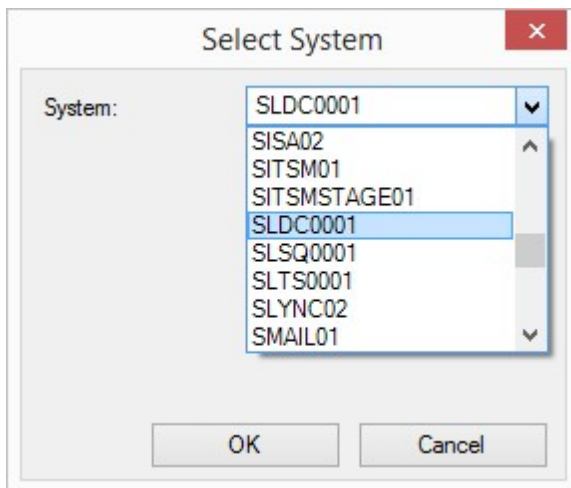 Select System
System:
SLDC0001
SISA02
SITSM01
SITSMSTAGE01
SLDC0001
SLSQ0001
SLTS0001
SLYNC02
SMAIL01
OK
Cancel